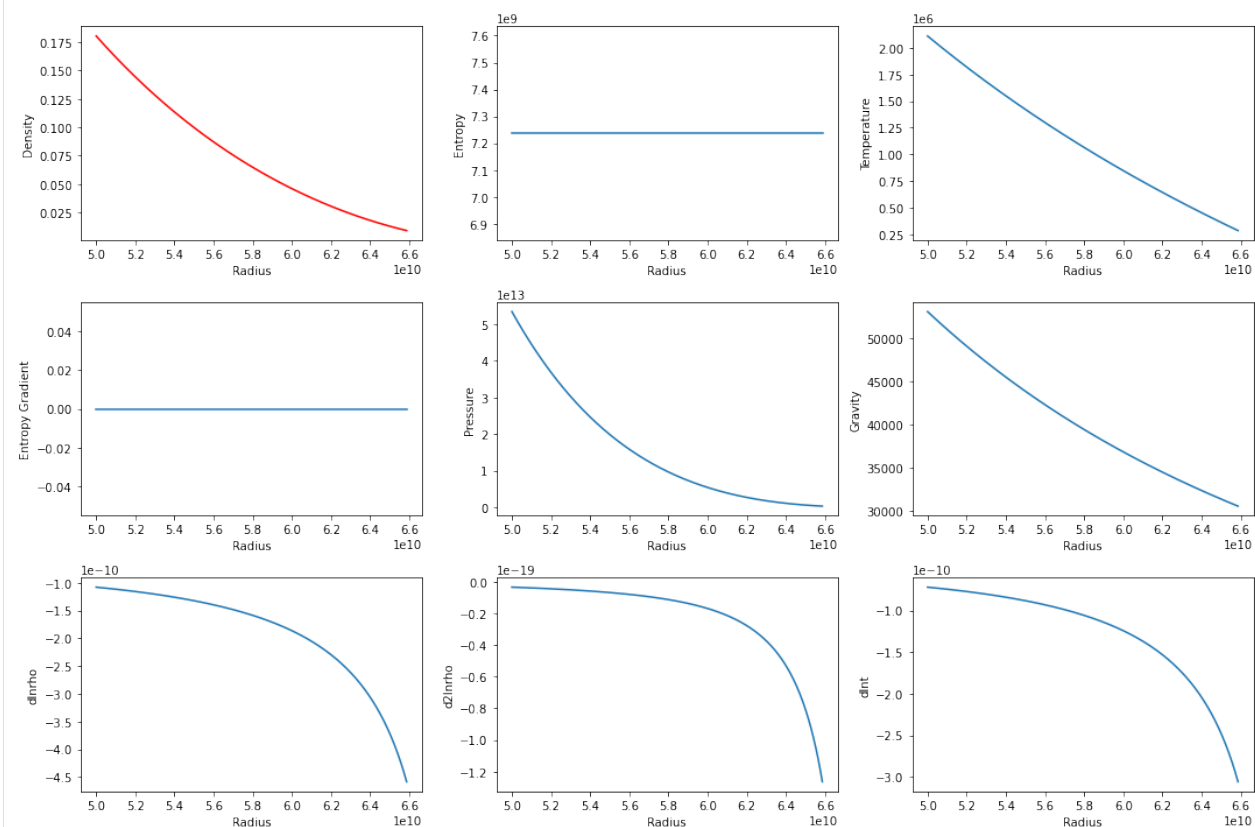 0.175
0.150
0.125
0.100
0.075
0.050
0.025
Density
5.0 5.2 5.4 5.6 5.8 6.0 6.2 6.4 6.6
1e10
Radius
1e9
7.6
7.5
7.4
7.3
7.2
7.1
7.0
6.9
Entropy
5.0 5.2 5.4 5.6 5.8 6.0 6.2 6.4 6.6
1e10
Radius
1e6
2.00
1.75
1.50
1.25
1.00
0.75
0.50
0.25
Temperature
5.0 5.2 5.4 5.6 5.8 6.0 6.2 6.4 6.6
1e10
Radius
0.04
0.02
0.00
−0.02
−0.04
Entropy Gradient
5.0 5.2 5.4 5.6 5.8 6.0 6.2 6.4 6.6
1e10
Radius
1e13
5
4
3
2
1
0
Pressure
5.0 5.2 5.4 5.6 5.8 6.0 6.2 6.4 6.6
1e10
Radius
50000
45000
40000
35000
30000
Gravity
5.0 5.2 5.4 5.6 5.8 6.0 6.2 6.4 6.6
1e10
Radius
1e−10
−1.0
−1.5
−2.0
−2.5
−3.0
−3.5
−4.0
−4.5
dlnrho
5.0 5.2 5.4 5.6 5.8 6.0 6.2 6.4 6.6
1e10
Radius
1e−19
0.0
−0.2
−0.4
−0.6
−0.8
−1.0
−1.2
d2lnrho
5.0 5.2 5.4 5.6 5.8 6.0 6.2 6.4 6.6
1e10
Radius
1e−10
−1.0
−1.5
−2.0
−2.5
−3.0
dlnt
5.0 5.2 5.4 5.6 5.8 6.0 6.2 6.4 6.6
1e10
Radius